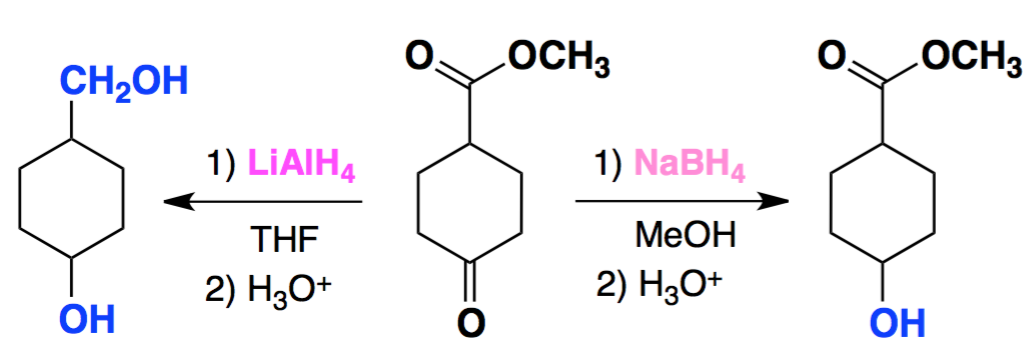 CH₂OH
OH
1) LiAlH₄
THF
2) H₃O⁺
O OCH₃
O
1) NaBH₄
MeOH
2) H₃O⁺
O OCH₃
OH